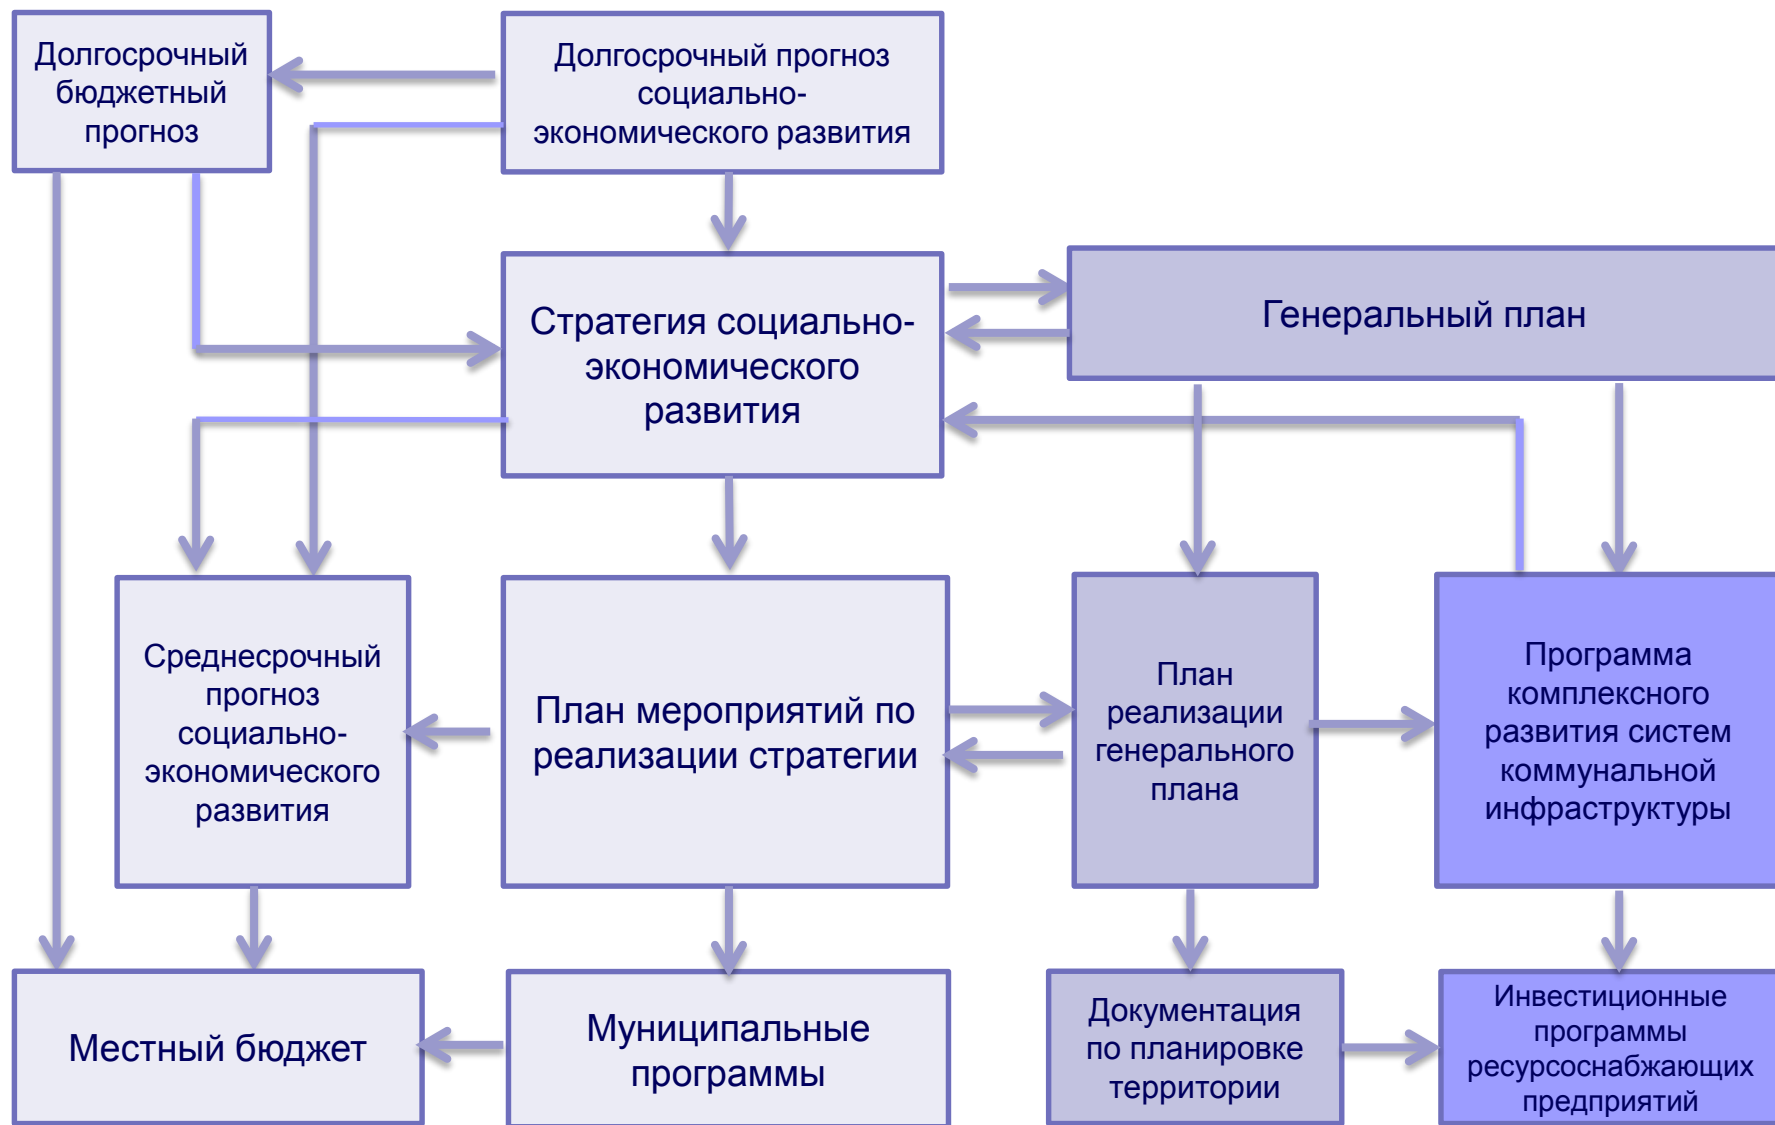 Долгосрочный
бюджетный
прогноз
Долгосрочный прогноз
социально-
экономического развития
Стратегия социально-
экономического
развития
Генеральный план
Среднесрочный
прогноз
социально-
экономического
развития
План мероприятий по
реализации стратегии
План
реализации
генерального
плана
Программа
комплексного
развития систем
коммунальной
инфраструктуры
Местный бюджет
Муниципальные
программы
Документация
по планировке
территории
Инвестиционные
программы
ресурсоснабжающих
предприятий